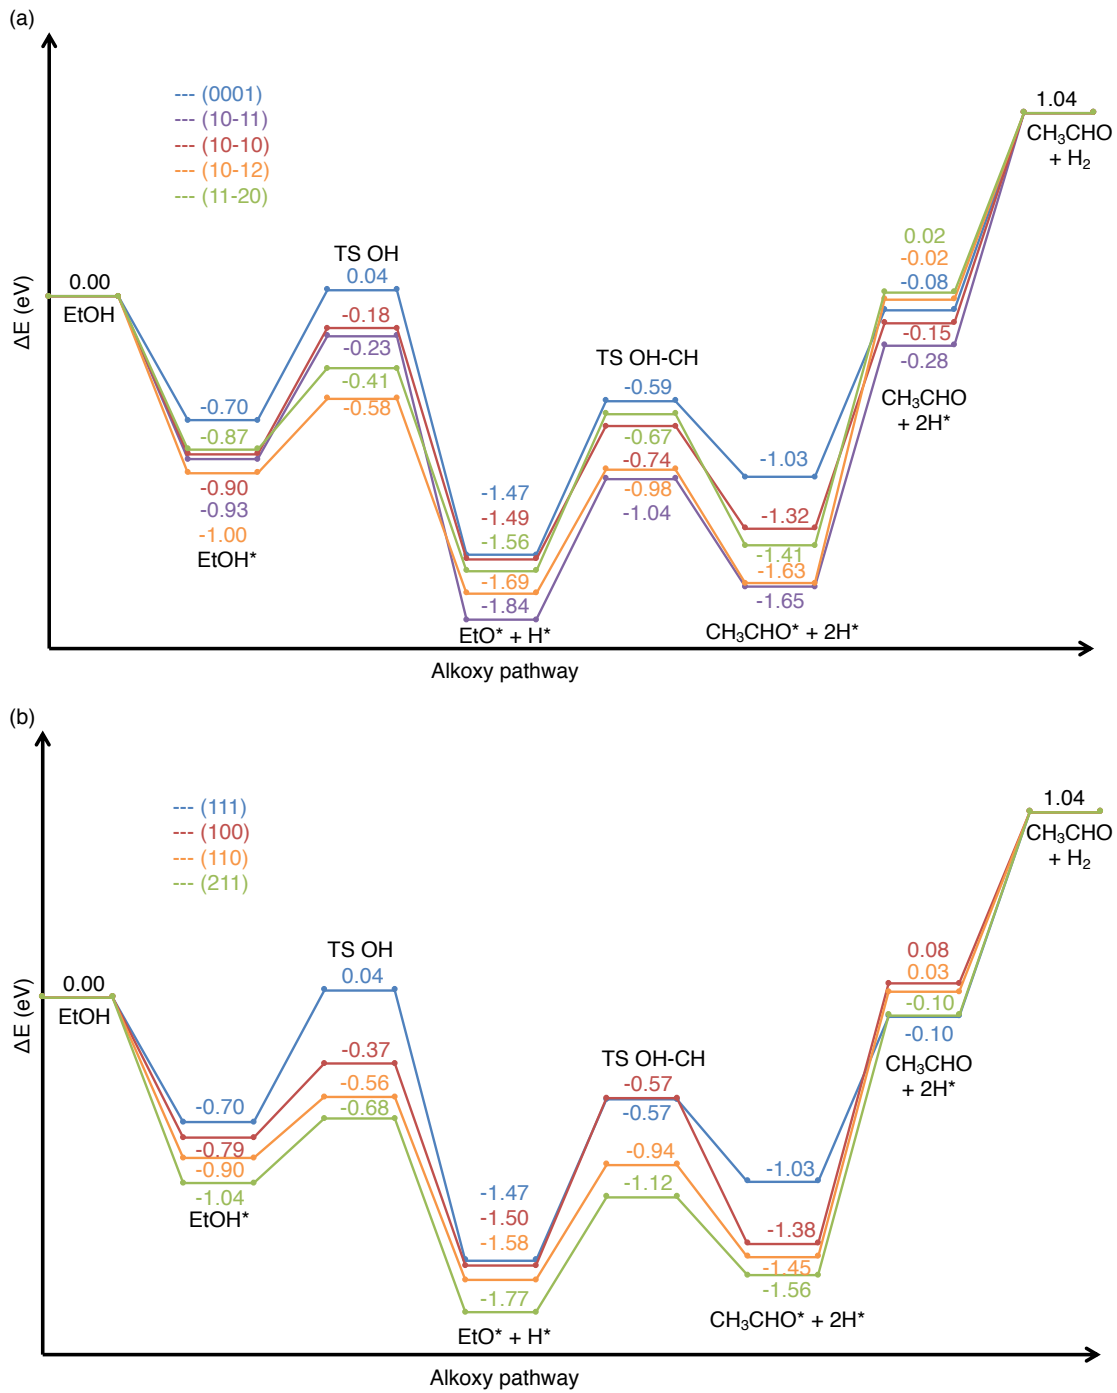 (a)
--- (0001)
--- (10-11)
--- (10-10)
--- (10-12)
--- (11-20)
ΔE (eV)
0.00
EtOH
-0.70
-0.87
-0.90
-0.93
-1.00
EtOH*
TS OH
0.04
-0.18
-0.23
-0.41
-0.58
-1.47
-1.49
-1.56
-1.69
-1.84
EtO* + H*
TS OH-CH
-0.59
-0.67
-0.74
-0.98
-1.04
-1.03
-1.32
-1.41
-1.63
-1.65
CH₃CHO* + 2H*
0.02
-0.02
-0.08
-0.15
-0.28
CH₃CHO
+ 2H*
1.04
CH₃CHO
+ H₂
Alkoxy pathway
(b)
--- (111)
--- (100)
--- (110)
--- (211)
ΔE (eV)
0.00
EtOH
-0.70
-0.79
-0.90
-1.04
EtOH*
TS OH
0.04
-0.37
-0.56
-0.68
-1.47
-1.50
-1.58
-1.77
EtO* + H*
TS OH-CH
-0.57
-0.57
-0.94
-1.12
-1.03
-1.38
-1.45
-1.56
CH₃CHO* + 2H*
0.08
0.03
-0.10
-0.10
CH₃CHO
+ 2H*
1.04
CH₃CHO
+ H₂
Alkoxy pathway